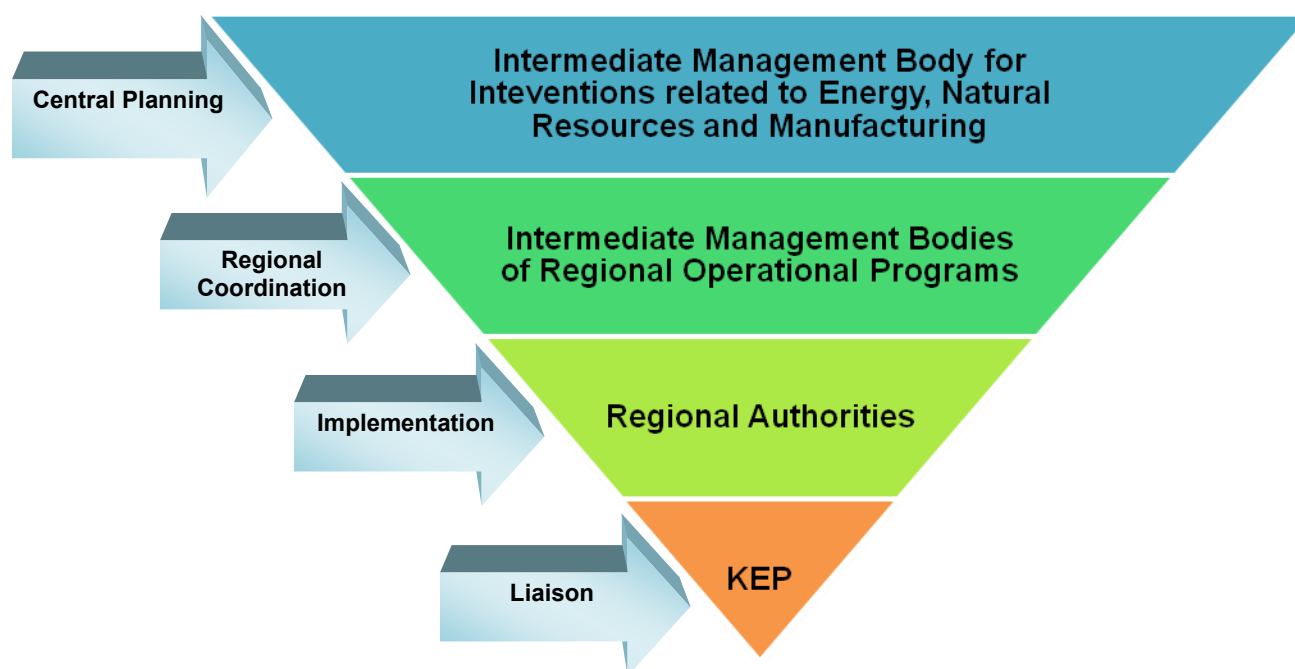 Intermediate Management Body for
Inteventions related to Energy, Natural
Resources and Manufacturing
Central Planning
Intermediate Management Bodies
of Regional Operational Programs
Regional
Coordination
Regional Authorities
Implementation
KEP
Liaison